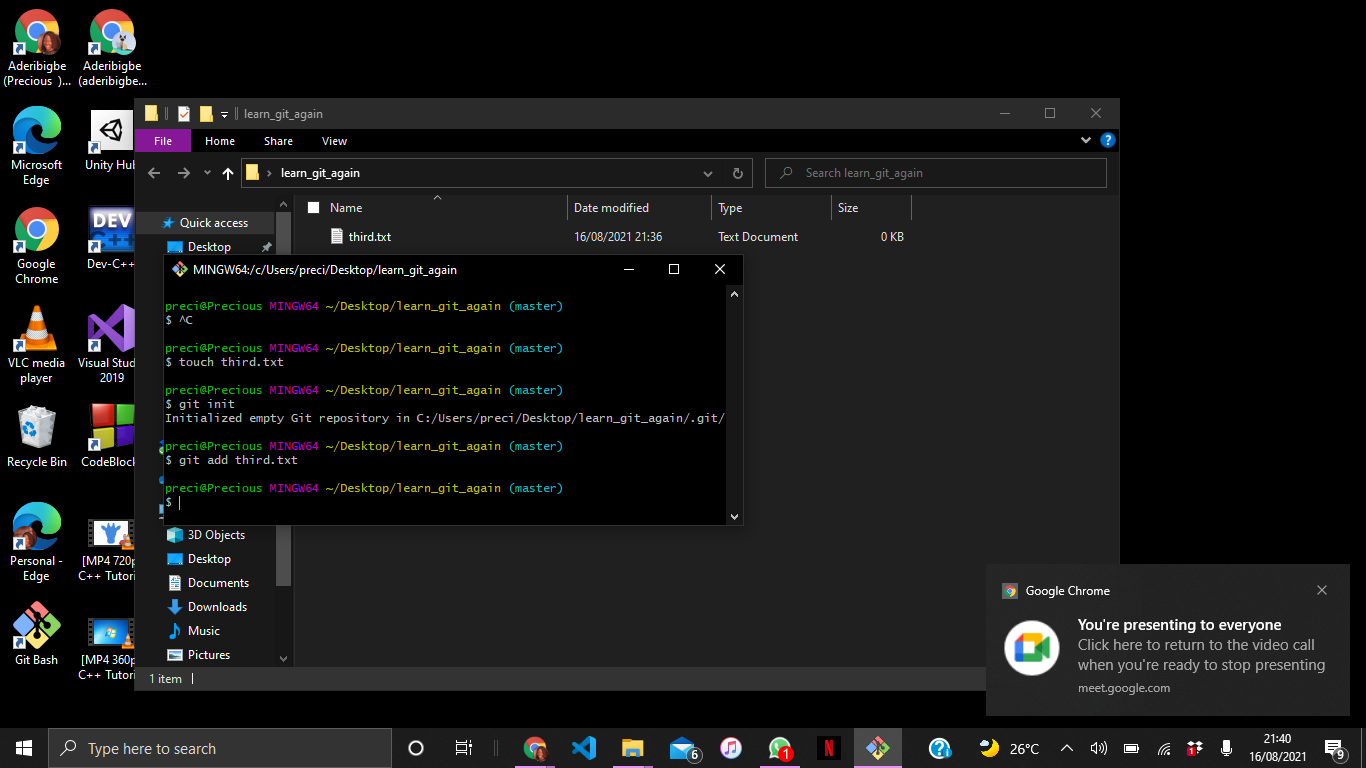 Aderibigbe
(Precious )...
Aderibigbe
(aderibigbe...
Microsoft
Edge
Unity Hub
Google
Chrome
Dev-C++
VLC media
player
Visual Stud
2019
Recycle Bin
CodeBlock
Personal -
Edge
[MP4 720p
C++ Tutori
Git Bash
[MP4 360p
C++ Tutori
DEV
learn_git_again
File
Home
Share
View
learn_git_again
Search learn_git_again
Name
Date modified
Type
Size
Quick access
Desktop
third.txt
16/08/2021 21:36
Text Document
0 KB
MINGW64:/c/Users/preci/Desktop/learn_git_again
preci@Precious MINGW64 ~/Desktop/learn_git_again (master)
$ ^C
preci@Precious MINGW64 ~/Desktop/learn_git_again (master)
$ touch third.txt
preci@Precious MINGW64 ~/Desktop/learn_git_again (master)
$ git init
Initialized empty Git repository in C:/Users/preci/Desktop/learn_git_again/.git/
preci@Precious MINGW64 ~/Desktop/learn_git_again (master)
$ git add third.txt
preci@Precious MINGW64 ~/Desktop/learn_git_again (master)
$
3D Objects
Desktop
Documents
Downloads
Music
Pictures
1 item
Google Chrome
You're presenting to everyone
Click here to return to the video call
when you're ready to stop presenting
meet.google.com
Type here to search
6
1
N
26°C
1
21:40
16/08/2021
9